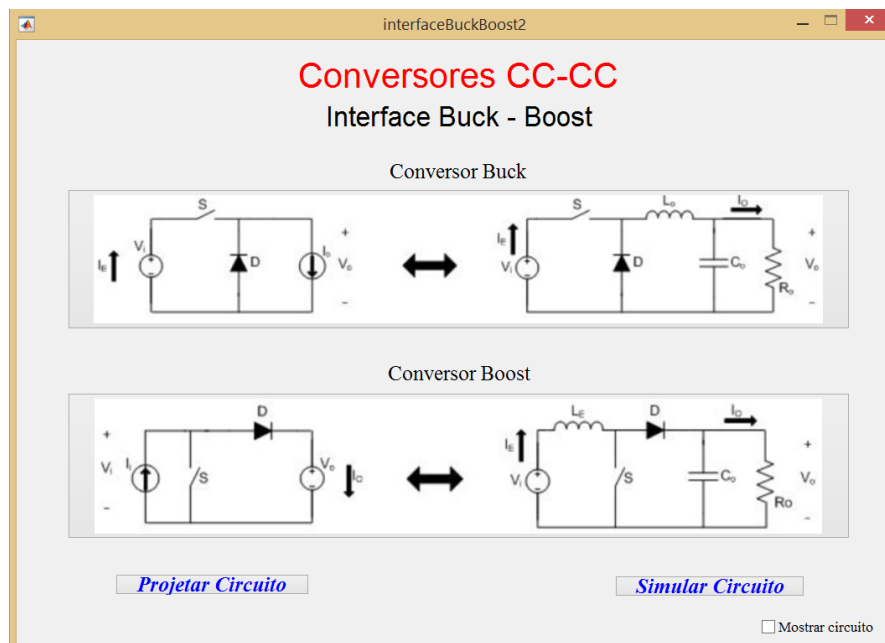 interfaceBuckBoost2
Conversores CC-CC
Interface Buck - Boost
Conversor Buck
S
Vi
IE
D
Io
+
Vo
-
S
Lo
IO
IE
Vi
D
Co
Ro
+
Vo
-
Conversor Boost
D
+
Vi
-
Ii
S
Vo
IO
LE
D
IO
IE
Vi
S
Co
Ro
+
Vo
-
Projetar Circuito
Simular Circuito
Mostrar circuito